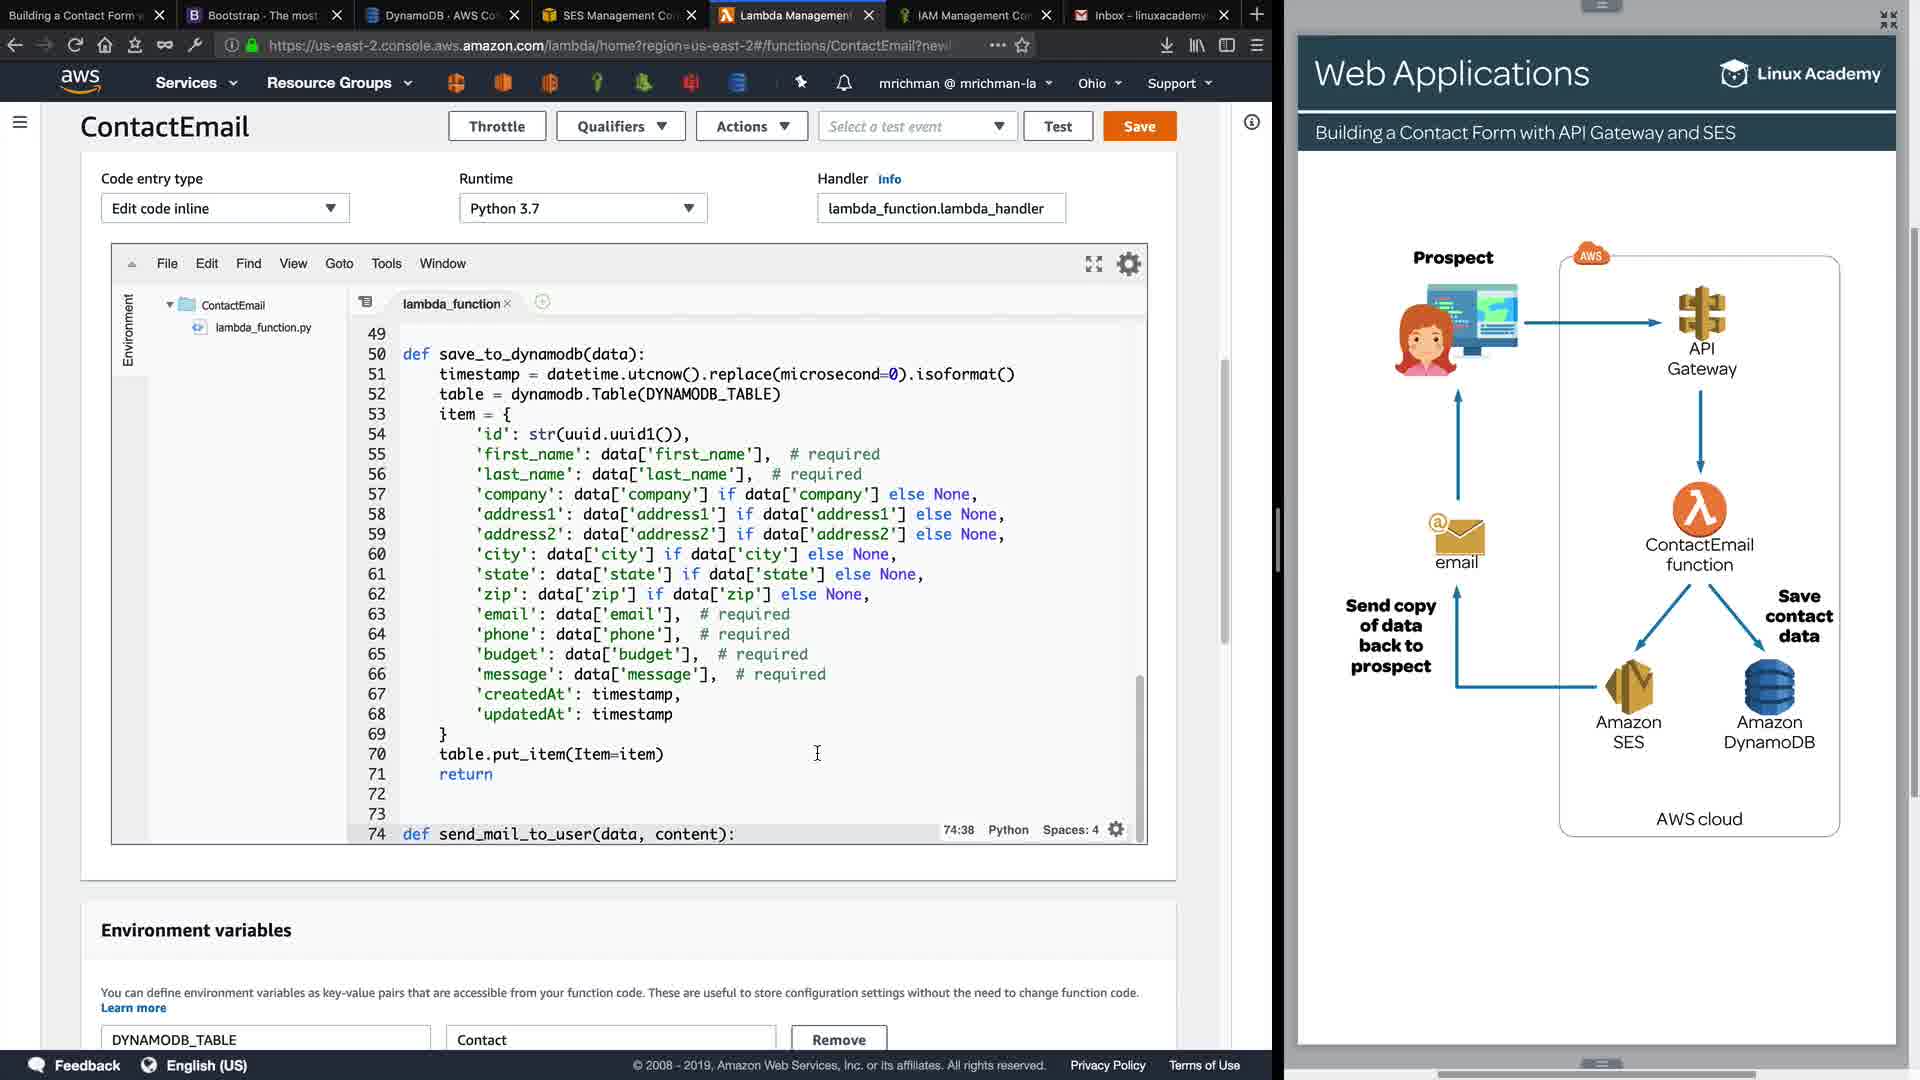 Building a Contact Form w
Bootstrap · The most
DynamoDB · AWS Co
SES Management Con
Lambda Management
IAM Management Con
Inbox – linuxacademy
https://us-east-2.console.aws.amazon.com/lambda/home?region=us-east-2#/functions/ContactEmail?new
aws
Services
Resource Groups
mrichman @ mrichman-la
Ohio
Support
ContactEmail
Throttle
Qualifiers
Actions
Select a test event
Test
Save
Code entry type
Runtime
Handler Info
Edit code inline
Python 3.7
lambda_function.lambda_handler
File Edit Find View Goto Tools Window
Environment
ContactEmail
lambda_function.py
lambda_function
49
50 def save_to_dynamodb(data):
51 timestamp = datetime.utcnow().replace(microsecond=0).isoformat()
52 table = dynamodb.Table(DYNAMODB_TABLE)
53 item = {
54 'id': str(uuid.uuid1()),
55 'first_name': data['first_name'], # required
56 'last_name': data['last_name'], # required
57 'company': data['company'] if data['company'] else None,
58 'address1': data['address1'] if data['address1'] else None,
59 'address2': data['address2'] if data['address2'] else None,
60 'city': data['city'] if data['city'] else None,
61 'state': data['state'] if data['state'] else None,
62 'zip': data['zip'] if data['zip'] else None,
63 'email': data['email'], # required
64 'phone': data['phone'], # required
65 'budget': data['budget'], # required
66 'message': data['message'], # required
67 'createdAt': timestamp,
68 'updatedAt': timestamp
69 }
70 table.put_item(Item=item)
71 return
72
73
74 def send_mail_to_user(data, content):
74:38 Python Spaces: 4
Environment variables
You can define environment variables as key-value pairs that are accessible from your function code. These are useful to store configuration settings without the need to change function code.
Learn more
DYNAMODB_TABLE
Contact
Remove
Feedback
English (US)
© 2008 - 2019, Amazon Web Services, Inc. or its affiliates. All rights reserved.
Privacy Policy
Terms of Use
Web Applications
Linux Academy
Building a Contact Form with API Gateway and SES
Prospect
AWS
API
Gateway
ContactEmail
function
email
Send copy
of data
back to
prospect
Save
contact
data
Amazon
SES
Amazon
DynamoDB
AWS cloud